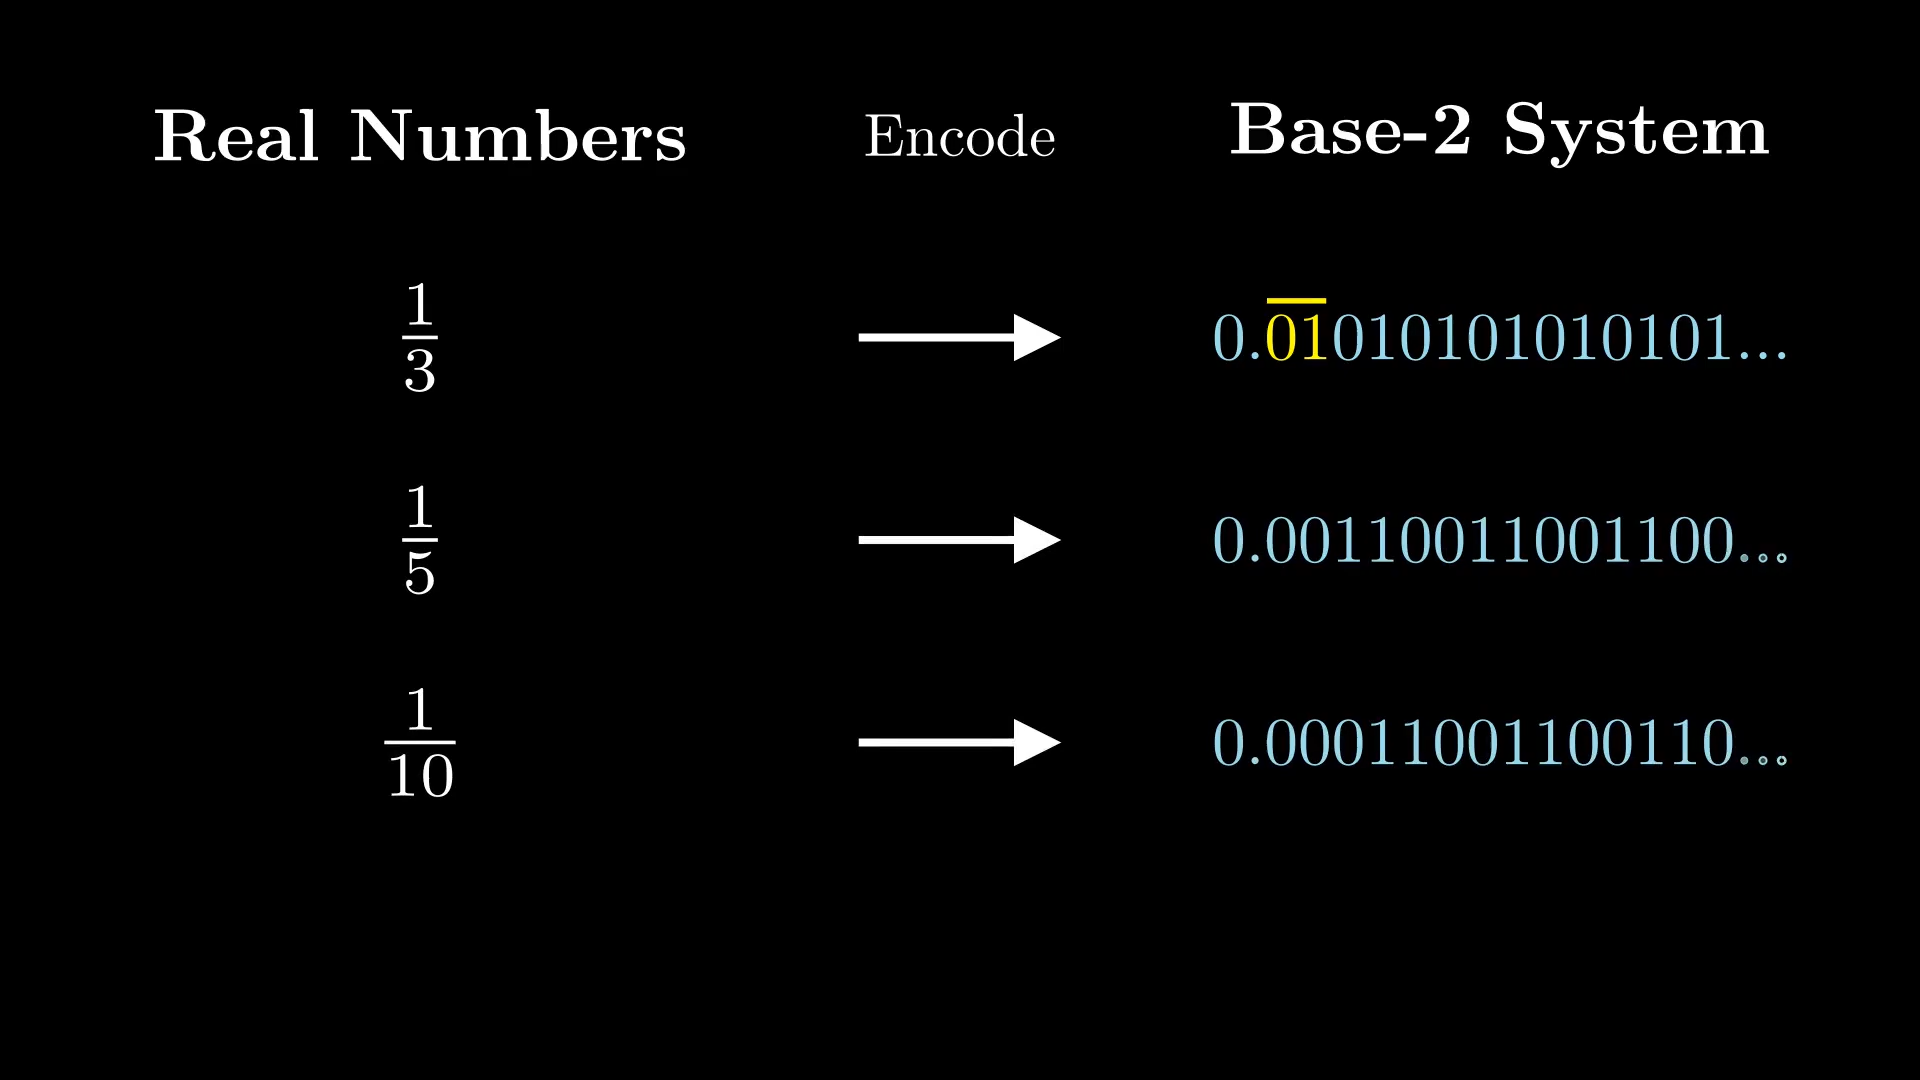 Real Numbers Encode Base-2 System
1/3 → 0.01010101010101...
1/5 → 0.00110011001100...
1/10 → 0.00011001100110...